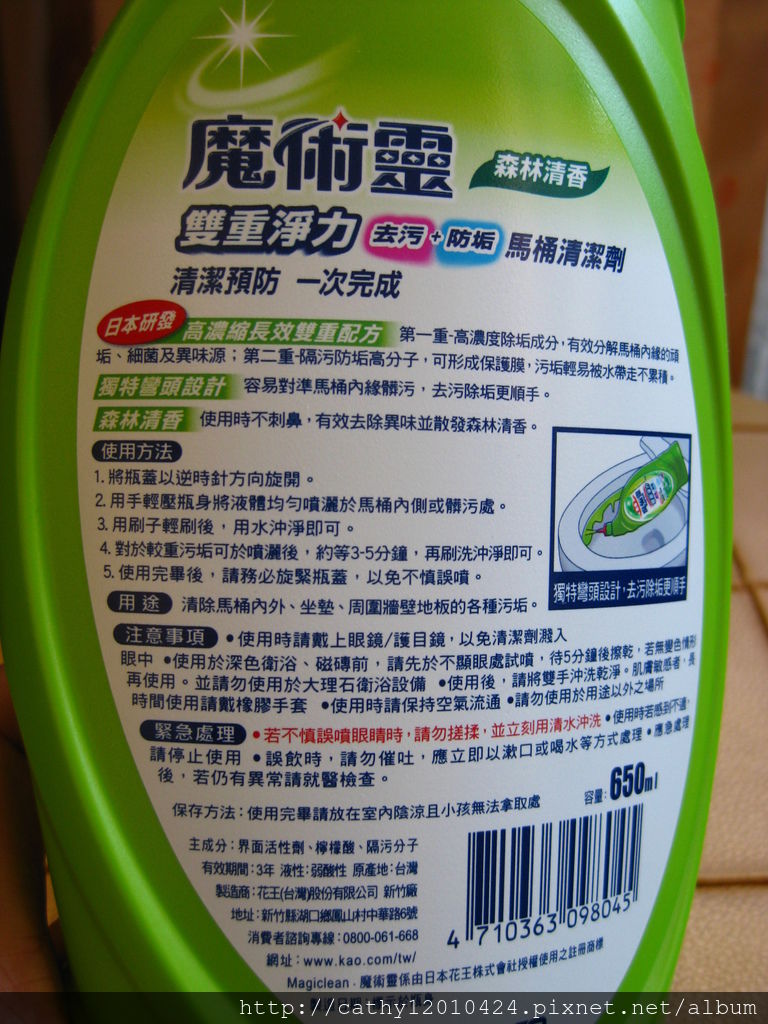 魔術靈
森林清香
雙重淨力 去污+防垢 馬桶清潔劑
清潔預防 一次完成
日本研發 高濃縮長效雙重配方 第一重-高濃度除垢成分，有效分解馬桶內緣的頑
垢、細菌及異味源；第二重-隔污防垢高分子，可形成保護膜，污垢輕易被水帶走不累積。
獨特彎頭設計 容易對準馬桶內緣髒污，去污除垢更順手。
森林清香 使用時不刺鼻，有效去除異味並散發森林清香。
使用方法
1.將瓶蓋以逆時針方向旋開。
2.用手輕壓瓶身將液體均勻噴灑於馬桶內側或髒污處。
3.用刷子輕刷後，用水沖淨即可。
4.對於較重污垢可於噴灑後，約等3-5分鐘，再刷洗沖淨即可。
5.使用完畢後，請務必旋緊瓶蓋，以免不慎誤噴。
獨特彎頭設計，去污除垢更順手
用途 清除馬桶內外、坐墊、周圍牆壁地板的各種污垢。
注意事項 •使用時請戴上眼鏡/護目鏡，以免清潔劑濺入
眼中 •使用於深色衛浴、磁磚前，請先於不顯眼處試噴，待5分鐘後擦乾，若無變色情形
再使用。並請勿使用於大理石衛浴設備 •使用後，請將雙手沖洗乾淨。肌膚敏感者，長
時間使用請戴橡膠手套 •使用時請保持空氣流通 •請勿使用於用途以外之場所
緊急處理 •若不慎誤噴眼睛時，請勿搓揉，並立刻用清水沖洗 •使用時若感到不適，
請停止使用 •誤飲時，請勿催吐，應立即以漱口或喝水等方式處理 •應急處理
後，若仍有異常請就醫檢查。
保存方法：使用完畢請放在室內陰涼且小孩無法拿取處
容量：650ml
主成分：界面活性劑、檸檬酸、隔污分子
有效期間：3年 液性：弱酸性 原產地：台灣
製造商：花王(台灣)股份有限公司 新竹廠
地址：新竹縣湖口鄉鳳山村中華路6號
消費者諮詢專線：0800-061-668
網址：www.kao.com/tw/
4 710363 098045
Magiclean．魔術靈係由日本花王株式會社授權使用之註冊商標
http://cathy12010424.pixnet.net/album